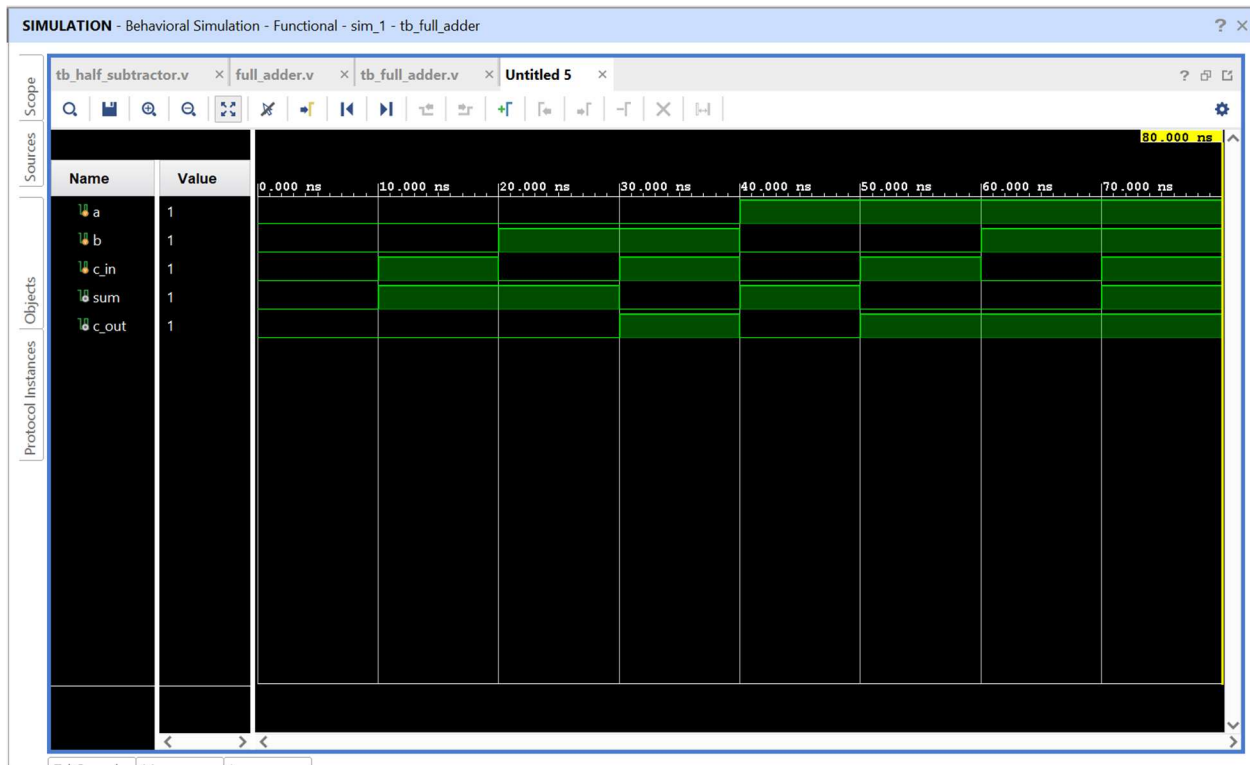 SIMULATION - Behavioral Simulation - Functional - sim_1 - tb_full_adder
? ×
Scope
Sources
Objects
Protocol Instances
tb_half_subtractor.v × full_adder.v × tb_full_adder.v × Untitled 5 ×
?
80.000 ns
Name Value
0.000 ns 10.000 ns 20.000 ns 30.000 ns 40.000 ns 50.000 ns 60.000 ns 70.000 ns
a 1
b 1
c_in 1
sum 1
c_out 1